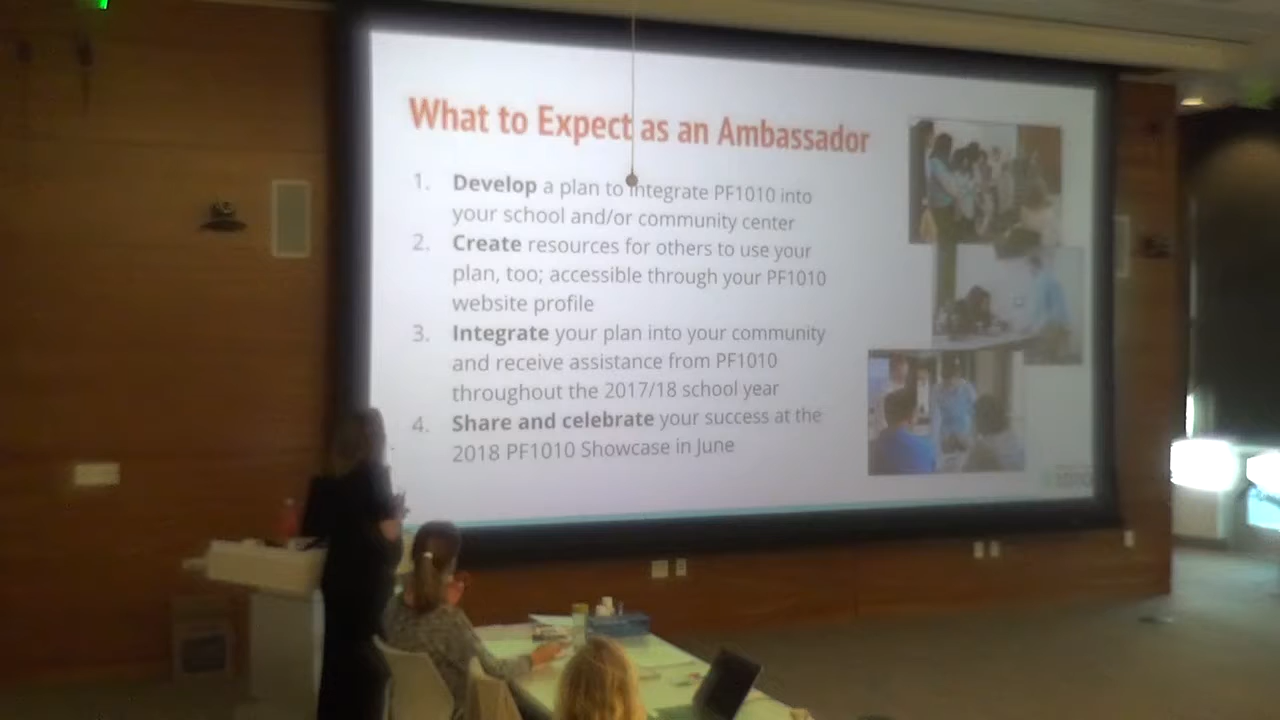 What to Expect as an Ambassador
1. Develop a plan to integrate PF1010 into
your school and/or community center
2. Create resources for others to use your
plan, too; accessible through your PF1010
website profile
3. Integrate your plan into your community
and receive assistance from PF1010
throughout the 2017/18 school year
4. Share and celebrate your success at the
2018 PF1010 Showcase in June